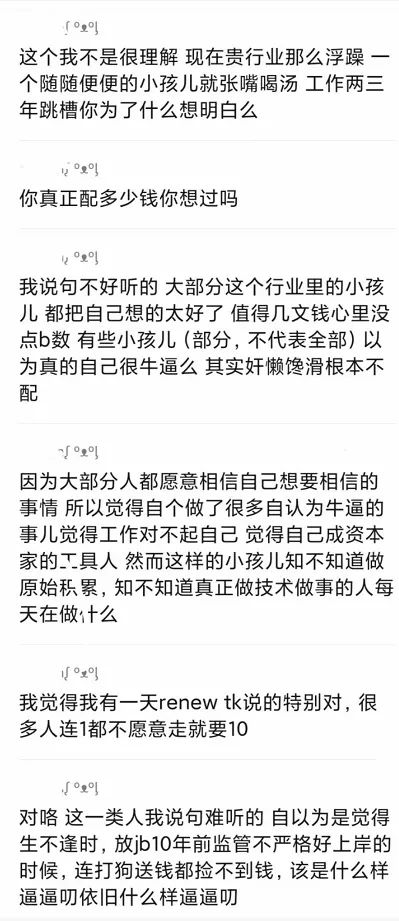 这个我不是很理解 现在贵行业那么浮躁 一
个随随便便的小孩儿就张嘴喝汤 工作两三
年跳槽你为了什么想明白么
你真正配多少钱你想过吗
我说句不好听的 大部分这个行业里的小孩
儿 都把自己想的太好了 值得几文钱心里没
点b数 有些小孩儿（部分，不代表全部）以
为真的自己很牛逼么 其实奸懒馋滑根本不
配
因为大部分人都愿意相信自己想要相信的
事情 所以觉得自个做了很多自认为牛逼的
事儿觉得工作对不起自己 觉得自己成资本
家的工具人 然而这样的小孩儿知不知道做
原始积累，知不知道真正做技术做事的人每
天在做什么
我觉得我有一天renew tk说的特别对，很
多人连1都不愿意走就要10
对咯 这一类人我说句难听的 自以为是觉得
生不逢时，放jb10年前监管不严格好上岸的
时候，连打狗送钱都捡不到钱，该是什么样
逼逼叨依旧什么样逼逼叨